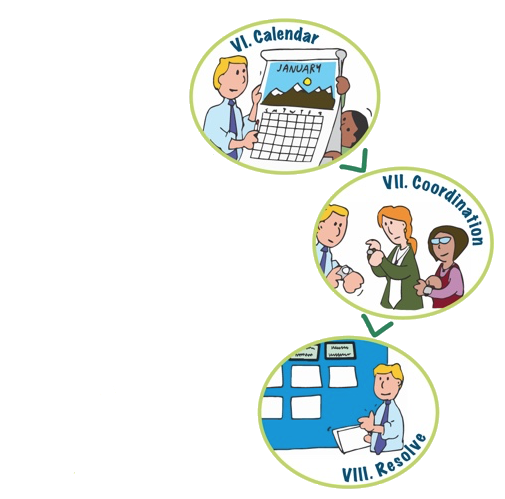 VI. Calendar
JANUARY
VII. Coordination
VIII. Resolve